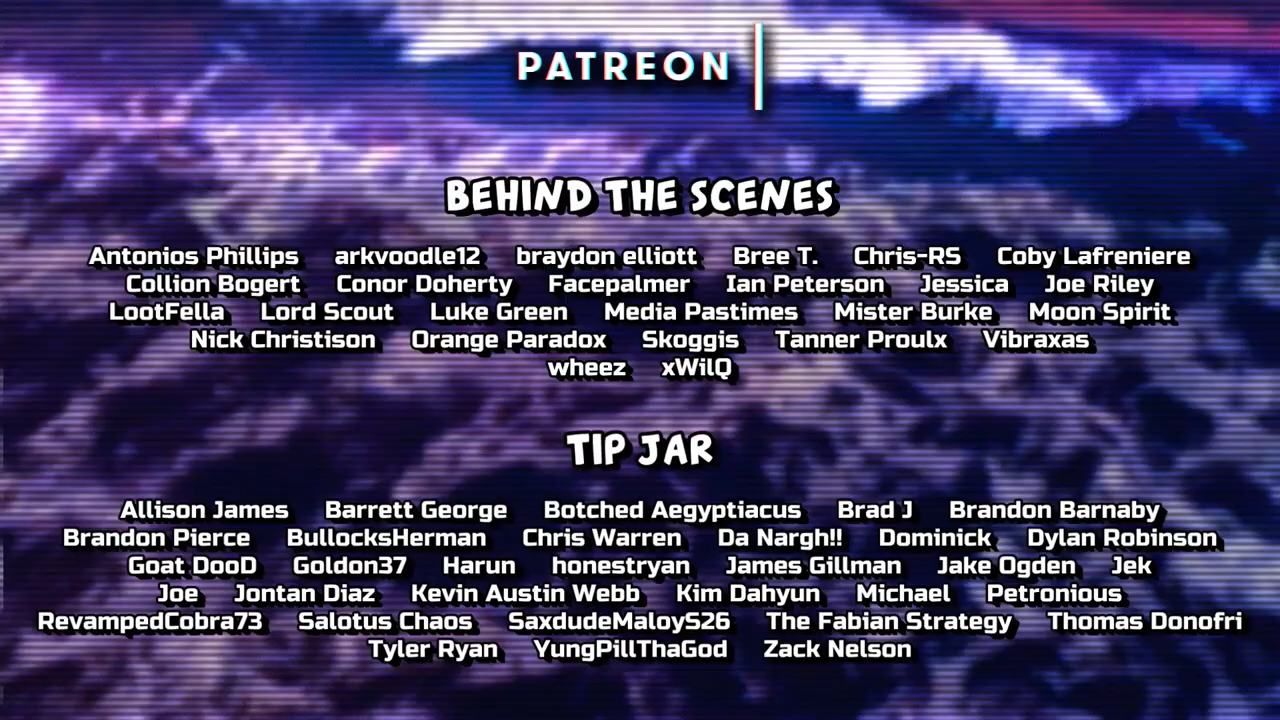 PATREON
BEHIND THE SCENES
Antonios Phillips arkvoodle12 braydon elliott Bree T. Chris-RS Coby Lafreniere
Collion Bogert Conor Doherty Facepalmer Ian Peterson Jessica Joe Riley
LootFella Lord Scout Luke Green Media Pastimes Mister Burke Moon Spirit
Nick Christison Orange Paradox Skoggis Tanner Proulx Vibraxas
wheez xWilQ
TIP JAR
Allison James Barrett George Botched Aegyptiacus Brad J Brandon Barnaby
Brandon Pierce BullocksHerman Chris Warren Da Nargh!! Dominick Dylan Robinson
Goat DooD Goldon37 Harun honestryan James Gillman Jake Ogden Jek
Joe Jontan Diaz Kevin Austin Webb Kim Dahyun Michael Petronious
RevampedCobra73 Salotus Chaos SaxdudeMaloyS26 The Fabian Strategy Thomas Donofri
Tyler Ryan YungPillThaGod Zack Nelson